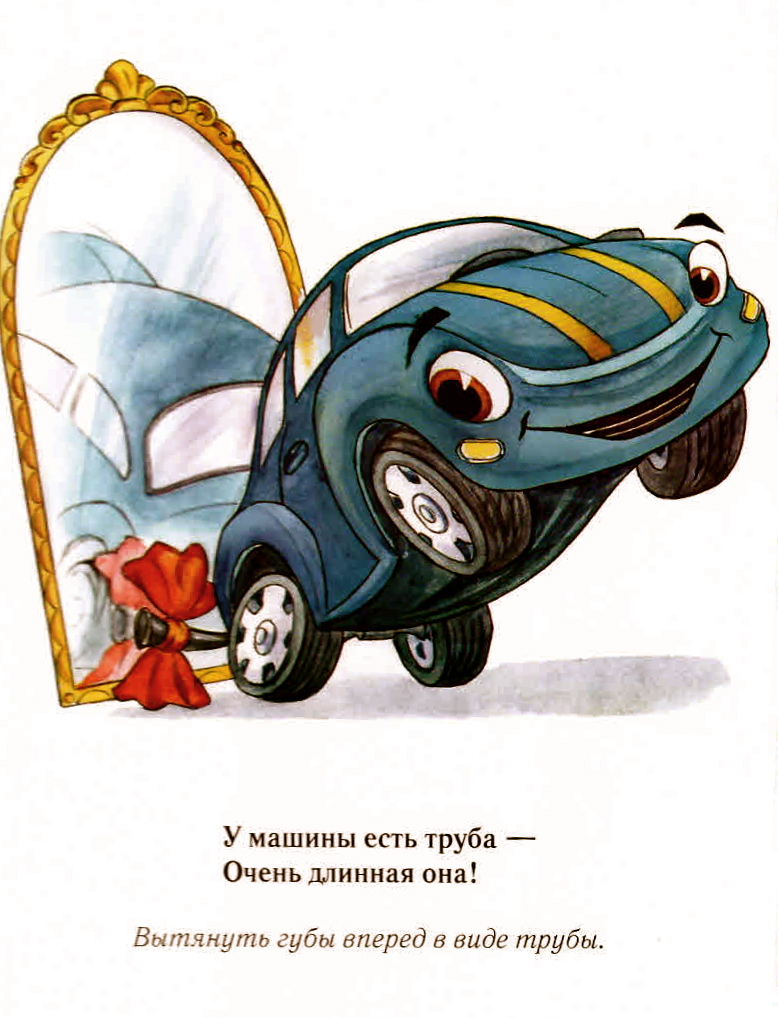 У машины есть труба —
Очень длинная она!
Вытянуть губы вперед в виде трубы.